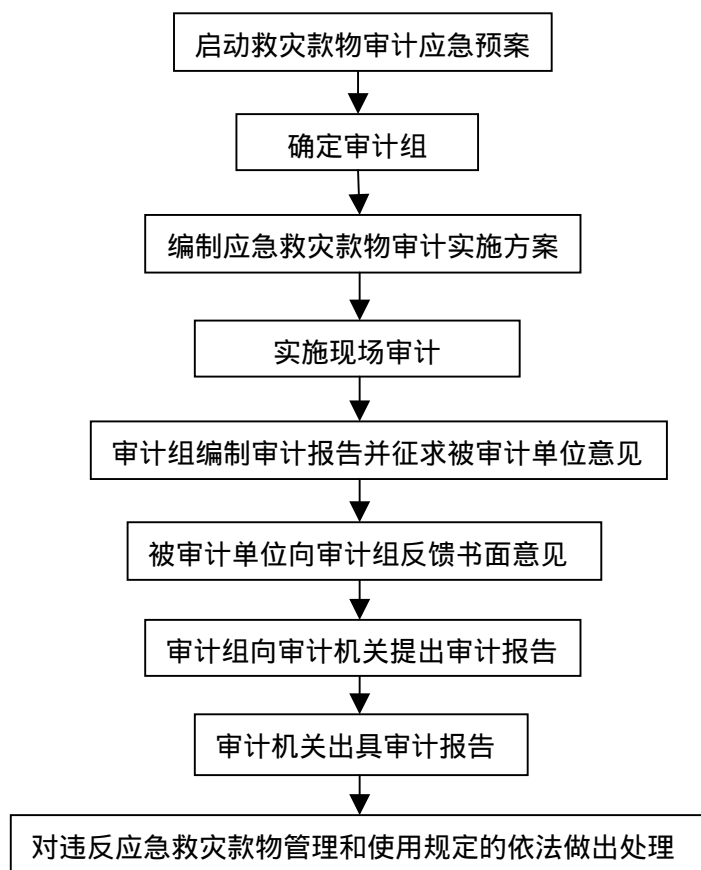 启动救灾款物审计应急预案
确定审计组
编制应急救灾款物审计实施方案
实施现场审计
审计组编制审计报告并征求被审计单位意见
被审计单位向审计组反馈书面意见
审计组向审计机关提出审计报告
审计机关出具审计报告
对违反应急救灾款物管理和使用规定的依法做出处理